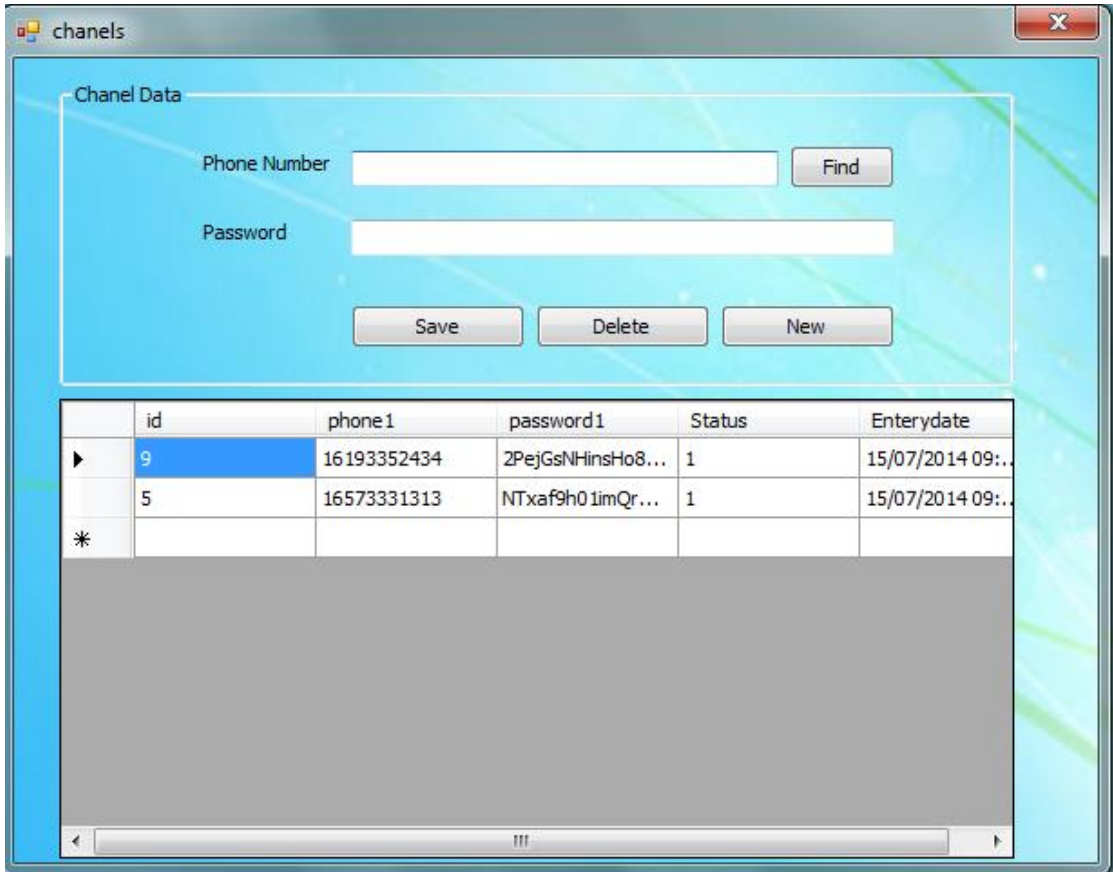 chanels
Chanel Data
Phone Number Find
Password
Save Delete New
id phone1 password1 Status Enterydate
9 16193352434 2PejGsNHinsHo8... 1 15/07/2014 09:..
5 16573331313 NTxaf9h01imQr... 1 15/07/2014 09:..